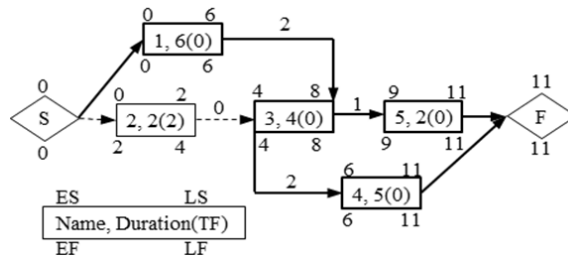 0 6 2
1, 6(0)
0 6
0 0 2 0 4 8 9 11 11
S 2, 2(2) 3, 4(0) 1 5, 2(0) F
0 2 4 4 8 9 11 11
2 6 11
4, 5(0)
6 11
ES LS
Name, Duration(TF)
EF LF